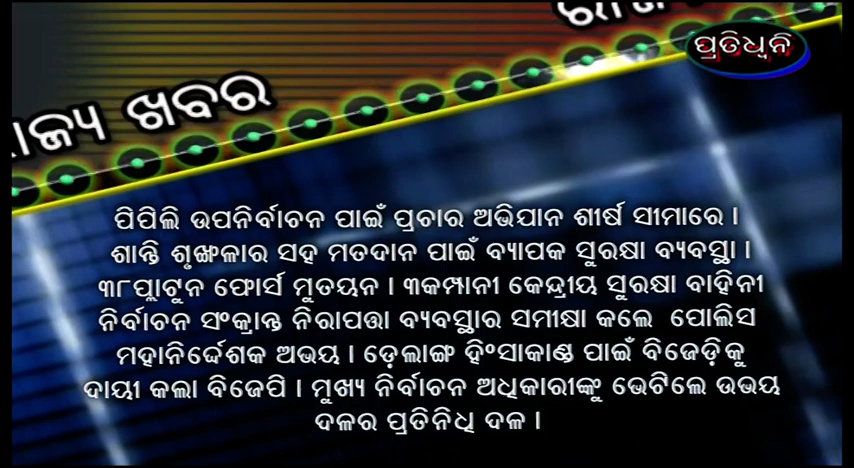 ପ୍ରତିଧ୍ୱନି
ରାଜ୍ୟ ଖବର
ପିପିଲି ଉପନିର୍ବାଚନ ପାଇଁ ପ୍ରଚାର ଅଭିଯାନ ଶୀର୍ଷ ସୀମାରେ ।
ଶାନ୍ତି ଶୃଙ୍ଖଳାର ସହ ମତଦାନ ପାଇଁ ବ୍ୟାପକ ସୁରକ୍ଷା ବ୍ୟବସ୍ଥା ।
୩୮ପ୍ଲାଟୁନ ଫୋର୍ସ ମୁତୟନ । ୩କମ୍ପାନୀ କେନ୍ଦ୍ରୀୟ ସୁରକ୍ଷା ବାହିନୀ
ନିର୍ବାଚନ ସଂକ୍ରାନ୍ତ ନିରାପତ୍ତା ବ୍ୟବସ୍ଥାର ସମୀକ୍ଷା କଲେ ପୋଲିସ
ମହାନିର୍ଦ୍ଦେଶକ ଅଭୟ । ଡ଼େଲାଙ୍ଗ ହିଂସାକାଣ୍ଡ ପାଇଁ ବିଜେଡ଼ିକୁ
ଦାୟୀ କଲା ବିଜେପି । ମୁଖ୍ୟ ନିର୍ବାଚନ ଅଧିକାରୀଙ୍କୁ ଭେଟିଲେ ଉଭୟ
ଦଳର ପ୍ରତିନିଧି ଦଳ ।